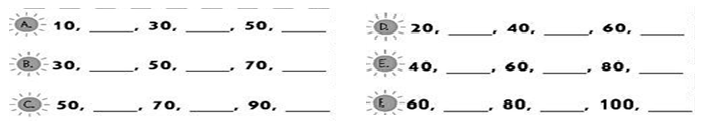 A. 10, ____, 30, ____, 50, ____
B. 30, ____, 50, ____, 70, ____
C. 50, ____, 70, ____, 90, ____
D. 20, ____, 40, ____, 60, ____
E. 40, ____, 60, ____, 80, ____
F. 60, ____, 80, ____, 100, ____